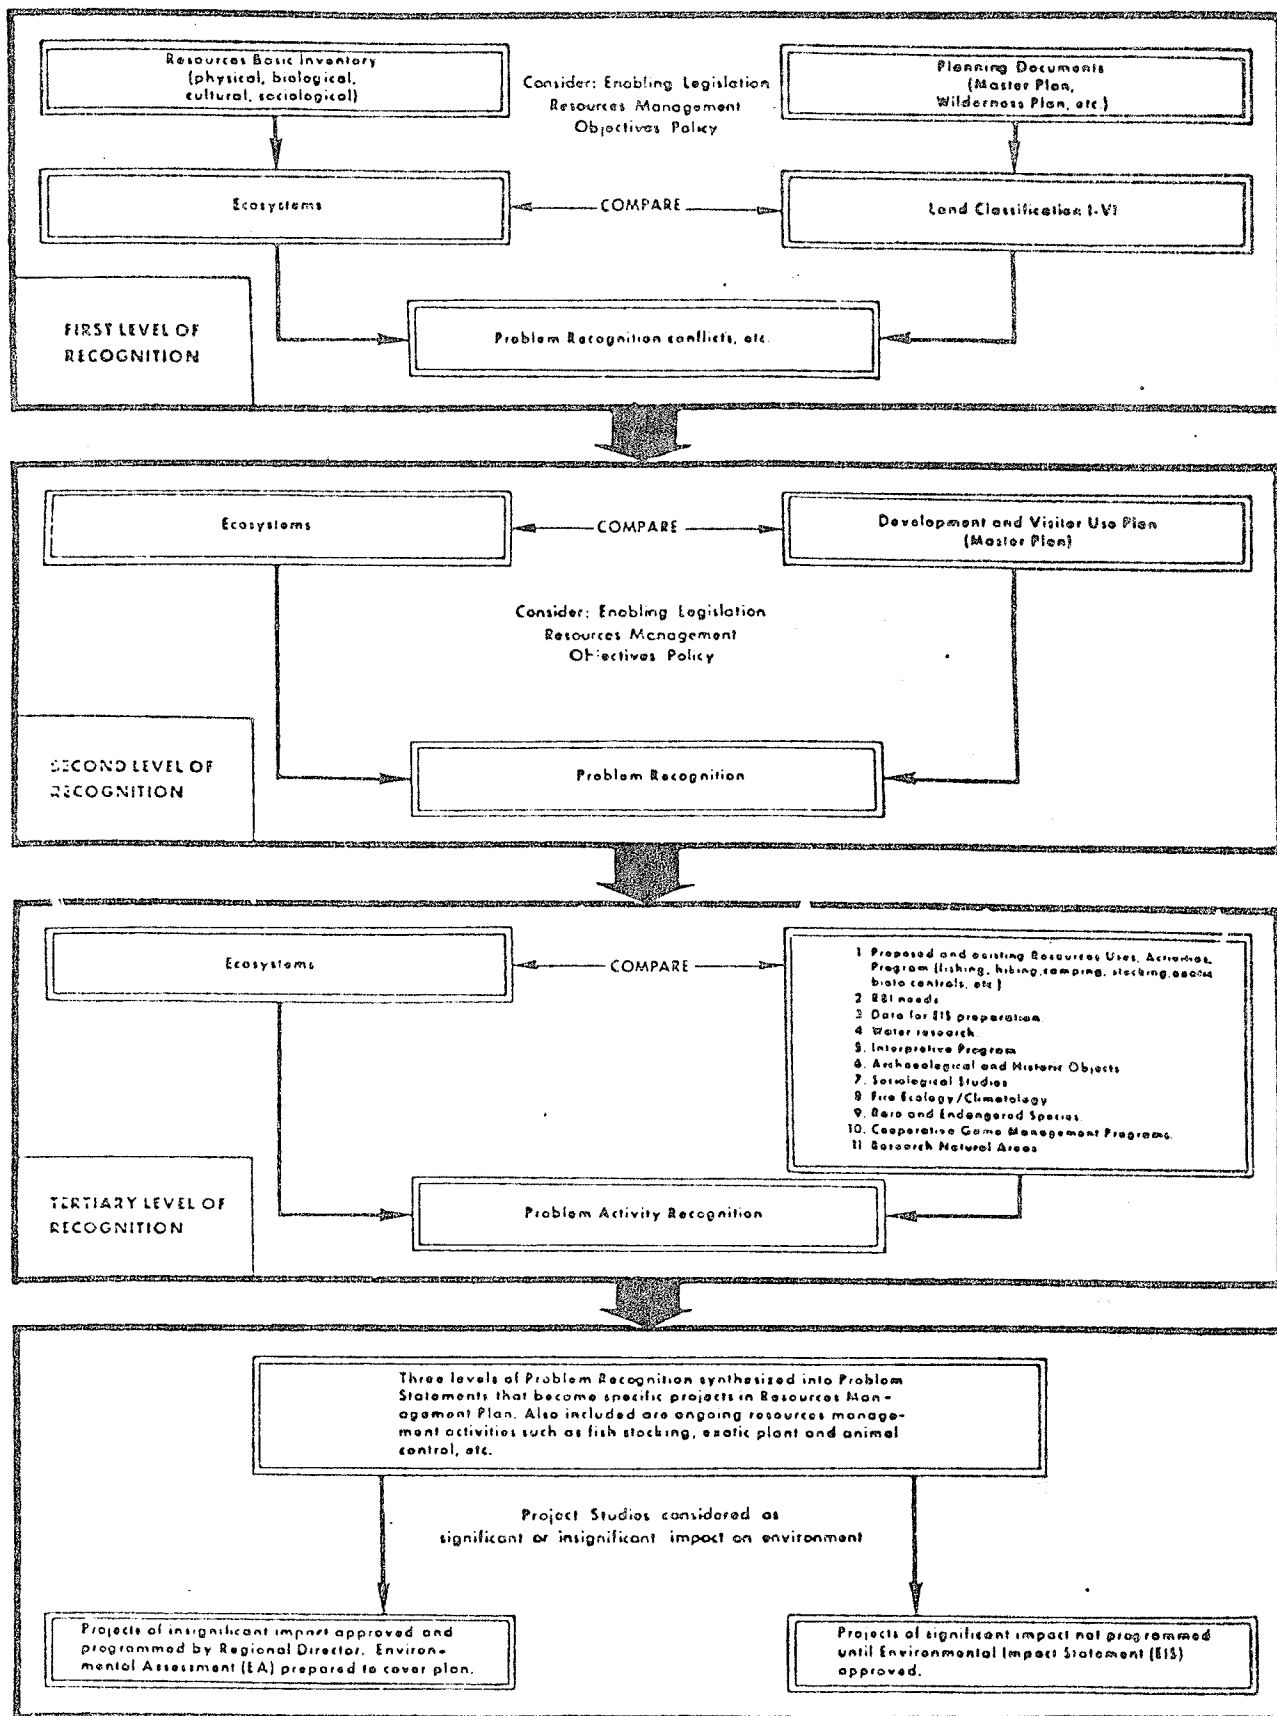 Resources Basic Inventory
(physical, biological,
cultural, sociological)
Consider: Enabling Legislation
Resources Management
Objectives Policy
Planning Documents
(Master Plan,
Wilderness Plan, etc.)
Ecosystems
COMPARE
Land Classification I-VI
FIRST LEVEL OF
RECOGNITION
Problem Recognition conflicts, etc.
Ecosystems
COMPARE
Development and Visitor Use Plan
(Master Plan)
Consider: Enabling Legislation
Resources Management
Objectives Policy
SECOND LEVEL OF
RECOGNITION
Problem Recognition
Ecosystems
COMPARE
1 Proposed and existing Resources Uses, Activities,
Program (fishing, hiking, camping, stocking, exotic
biota controls, etc.)
2 RBI needs
3 Data for EIS preparation.
4 Water research.
5. Interpretive Program
6. Archaeological and Historic Objects
7. Sociological Studies
8 Fire Ecology/Climatology
9. Rare and Endangered Species.
10. Cooperative Game Management Programs.
11 Research Natural Areas
TERTIARY LEVEL OF
RECOGNITION
Problem Activity Recognition
Three levels of Problem Recognition synthesized into Problem
Statements that become specific projects in Resources Man-
agement Plan. Also included are ongoing resources manage-
ment activities such as fish stocking, exotic plant and animal
control, etc.
Project Studies considered as
significant or insignificant impact on environment
Projects of insignificant impact approved and
programmed by Regional Director. Environ-
mental Assessment (EA) prepared to cover plan.
Projects of significant impact not programmed
until Environmental Impact Statement (EIS)
approved.